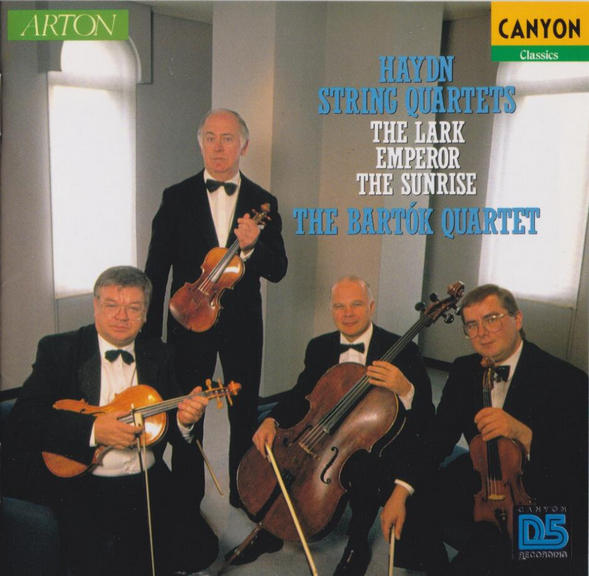 ARTON
CANYON
Classics
HAYDN
STRING QUARTETS
THE LARK
EMPEROR
THE SUNRISE
THE BARTÓK QUARTET
CANYON
D5
RECORDING